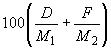 100(D/M₁ + F/M₂)